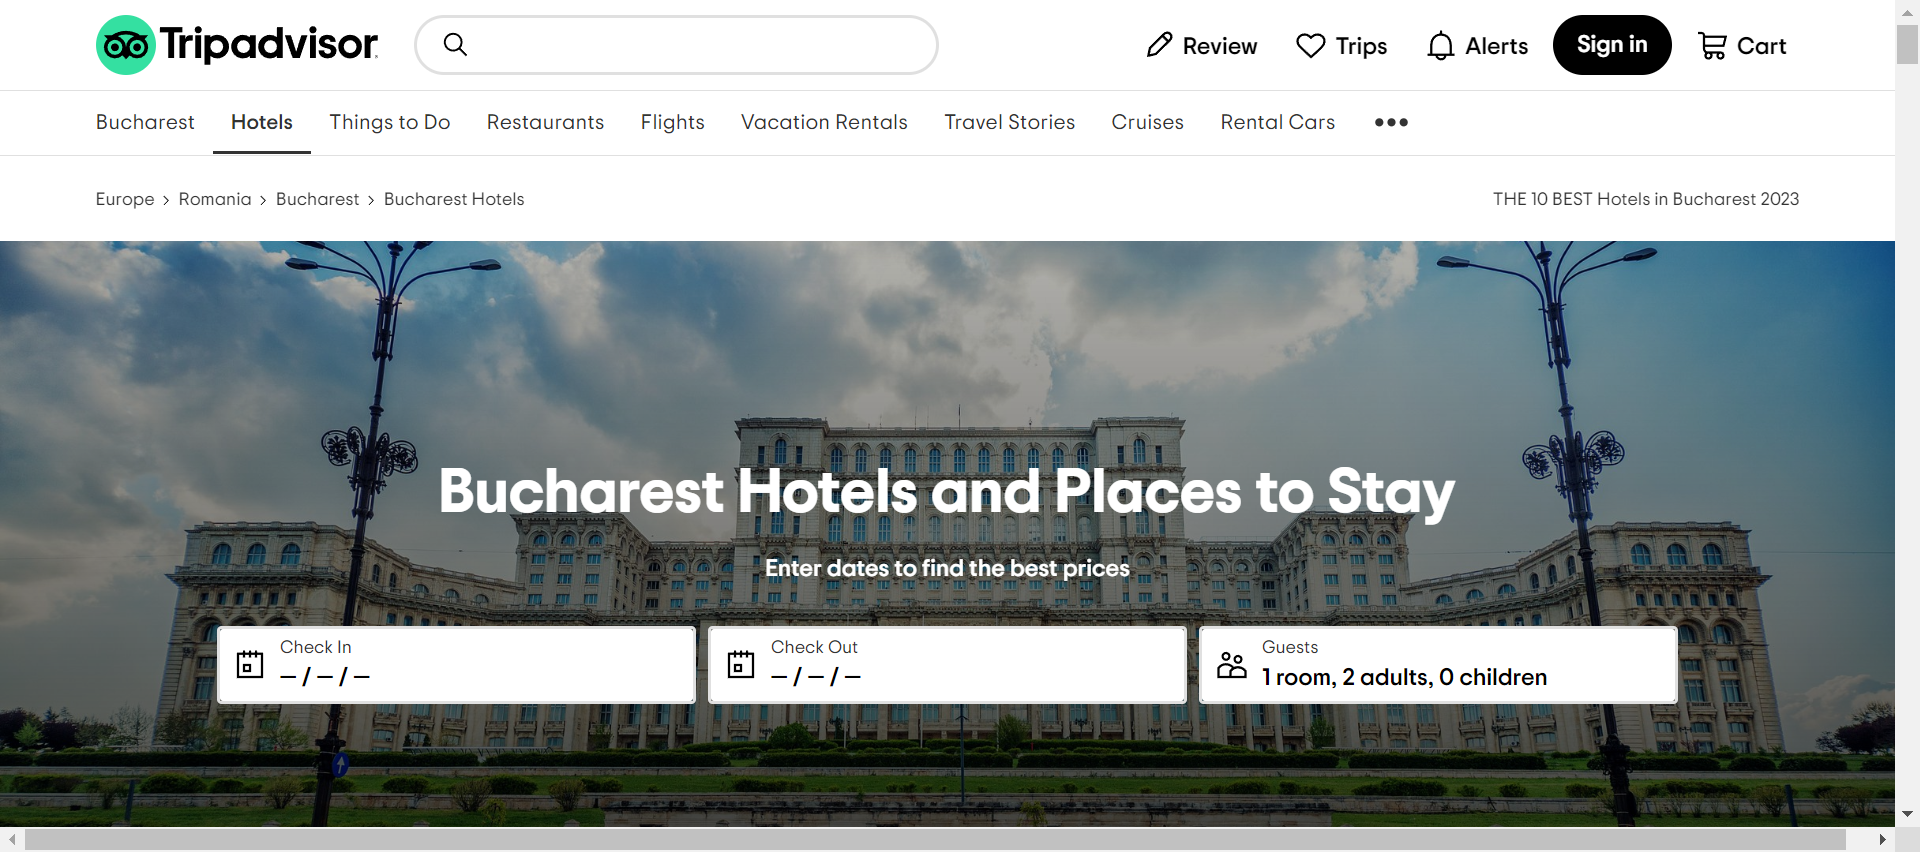 Tripadvisor
Review
Trips
Alerts
Sign in
Cart
Bucharest
Hotels
Things to Do
Restaurants
Flights
Vacation Rentals
Travel Stories
Cruises
Rental Cars
Europe › Romania › Bucharest › Bucharest Hotels
THE 10 BEST Hotels in Bucharest 2023
Bucharest Hotels and Places to Stay
Enter dates to find the best prices
Check In
– / – / –
Check Out
– / – / –
Guests
1 room, 2 adults, 0 children